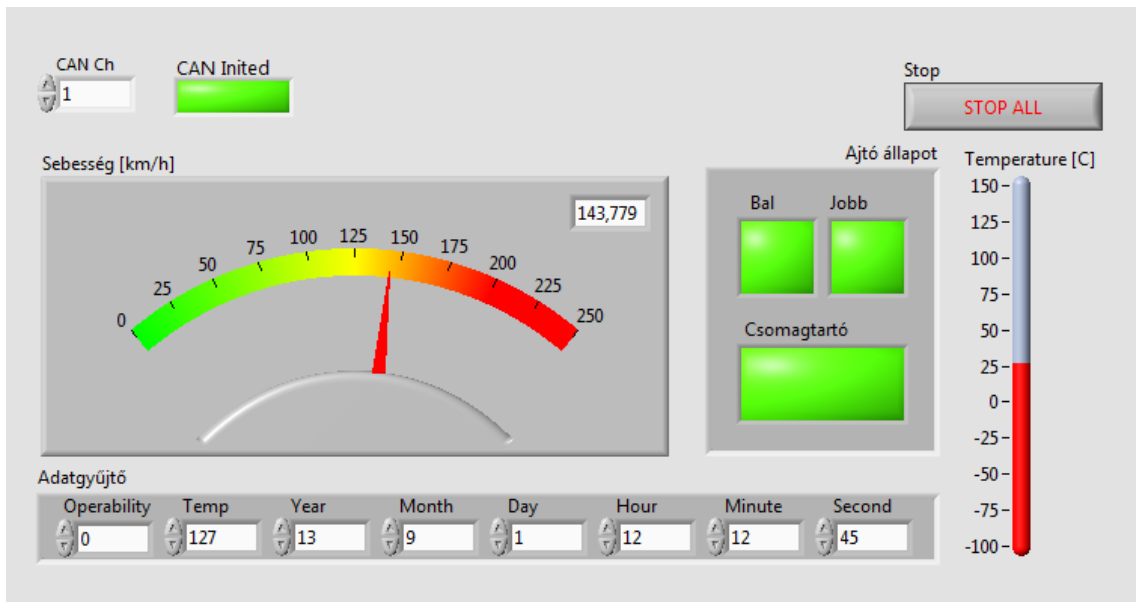 CAN Ch
1
CAN Inited
Stop
STOP ALL
Sebesség [km/h]
143,779
0 25 50 75 100 125 150 175 200 225 250
Ajtó állapot
Bal Jobb
Csomagtartó
Temperature [C]
150
125
100
75
50
25
0
-25
-50
-75
-100
Adatgyűjtő
Operability Temp Year Month Day Hour Minute Second
0 127 13 9 1 12 12 45